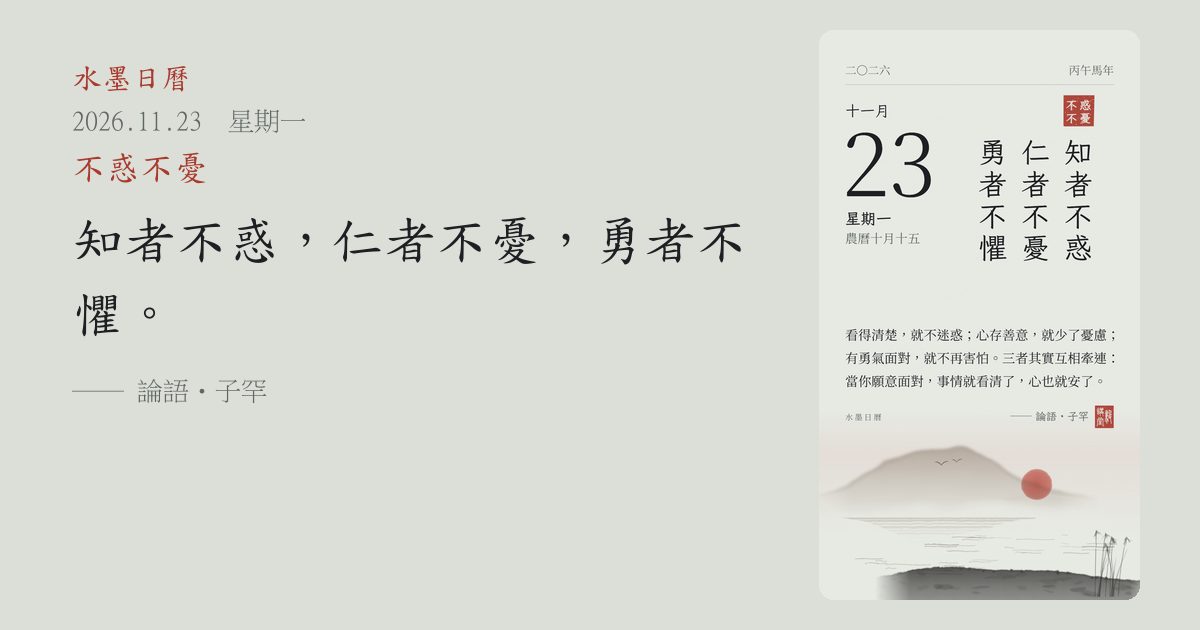 水墨日曆
2026.11.23 星期一
不惑不憂
知者不惑，仁者不憂，勇者不
懼。
—— 論語・子罕
二〇二六
丙午馬年
十一月
23
星期一
農曆十月十五
不惑
不憂
知者不惑
仁者不憂
勇者不懼
看得清楚，就不迷惑；心存善意，就少了憂慮；
有勇氣面對，就不再害怕。三者其實互相牽連：
當你願意面對，事情就看清了，心也就安了。
水墨日曆
—— 論語・子罕